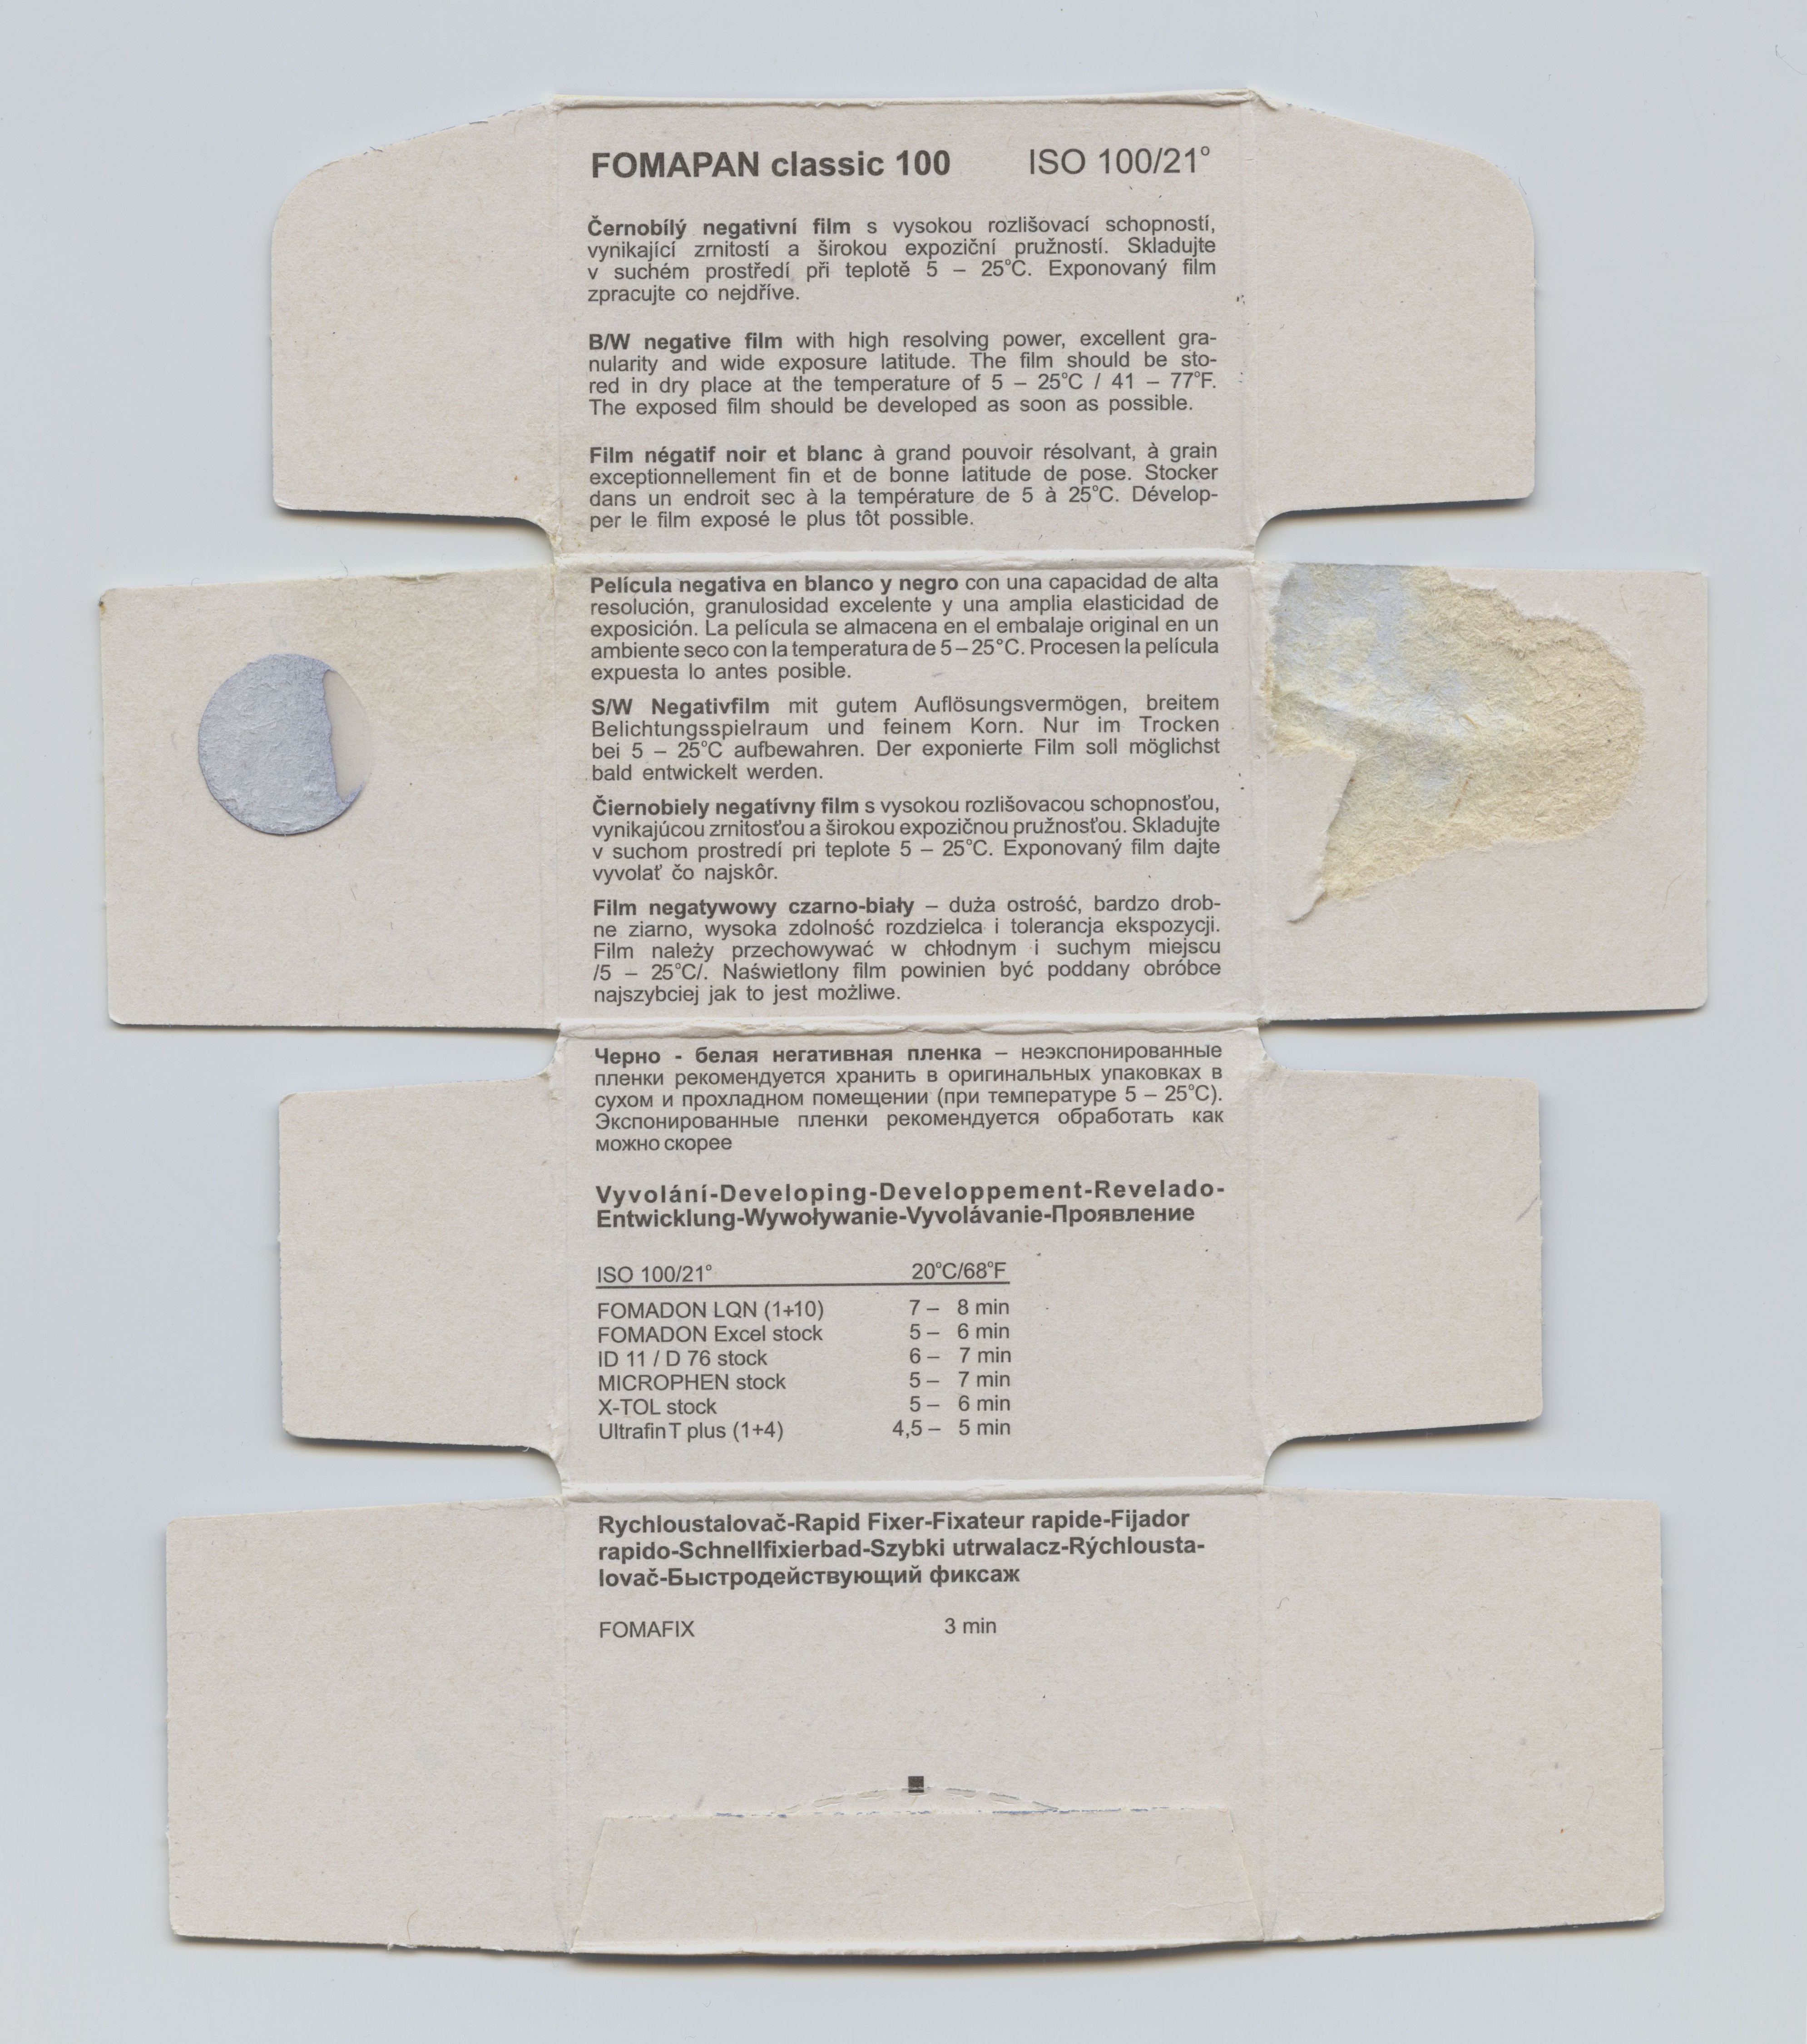 FOMAPAN classic 100 ISO 100/21°
Černobílý negativní film s vysokou rozlišovací schopností,
vynikající zrnitostí a širokou expoziční pružností. Skladujte
v suchém prostředí při teplotě 5 – 25°C. Exponovaný film
zpracujte co nejdříve.
B/W negative film with high resolving power, excellent gra-
nularity and wide exposure latitude. The film should be sto-
red in dry place at the temperature of 5 – 25°C / 41 – 77°F.
The exposed film should be developed as soon as possible.
Film négatif noir et blanc à grand pouvoir résolvant, à grain
exceptionnellement fin et de bonne latitude de pose. Stocker
dans un endroit sec à la température de 5 à 25°C. Dévelop-
per le film exposé le plus tôt possible.
Película negativa en blanco y negro con una capacidad de alta
resolución, granulosidad excelente y una amplia elasticidad de
exposición. La película se almacena en el embalaje original en un
ambiente seco con la temperatura de 5 – 25°C. Procesen la película
expuesta lo antes posible.
S/W Negativfilm mit gutem Auflösungsvermögen, breitem
Belichtungsspielraum und feinem Korn. Nur im Trocken
bei 5 – 25°C aufbewahren. Der exponierte Film soll möglichst
bald entwickelt werden.
Čiernobiely negatívny film s vysokou rozlišovacou schopnosťou,
vynikajúcou zrnitosťou a širokou expozičnou pružnosťou. Skladujte
v suchom prostredí pri teplote 5 – 25°C. Exponovaný film dajte
vyvolať čo najskôr.
Film negatywowy czarno-biały – duża ostrość, bardzo drob-
ne ziarno, wysoka zdolność rozdzielca i tolerancja ekspozycji.
Film należy przechowywać w chłodnym i suchym miejscu
/5 – 25°C/. Naświetlony film powinien być poddany obróbce
najszybciej jak to jest możliwe.
Черно - белая негативная пленка – неэкспонированные
пленки рекомендуется хранить в оригинальных упаковках в
сухом и прохладном помещении (при температуре 5 – 25°C).
Экспонированные пленки рекомендуется обработать как
можно скорее
Vyvolání-Developing-Developpement-Revelado-
Entwicklung-Wywoływanie-Vyvolávanie-Проявление
ISO 100/21° 20°C/68°F
FOMADON LQN (1+10) 7 – 8 min
FOMADON Excel stock 5 – 6 min
ID 11 / D 76 stock 6 – 7 min
MICROPHEN stock 5 – 7 min
X-TOL stock 5 – 6 min
Ultrafin T plus (1+4) 4,5 – 5 min
Rychloustalovač-Rapid Fixer-Fixateur rapide-Fijador
rapido-Schnellfixierbad-Szybki utrwalacz-Rýchlousta-
lovač-Быстродействующий фиксаж
FOMAFIX 3 min